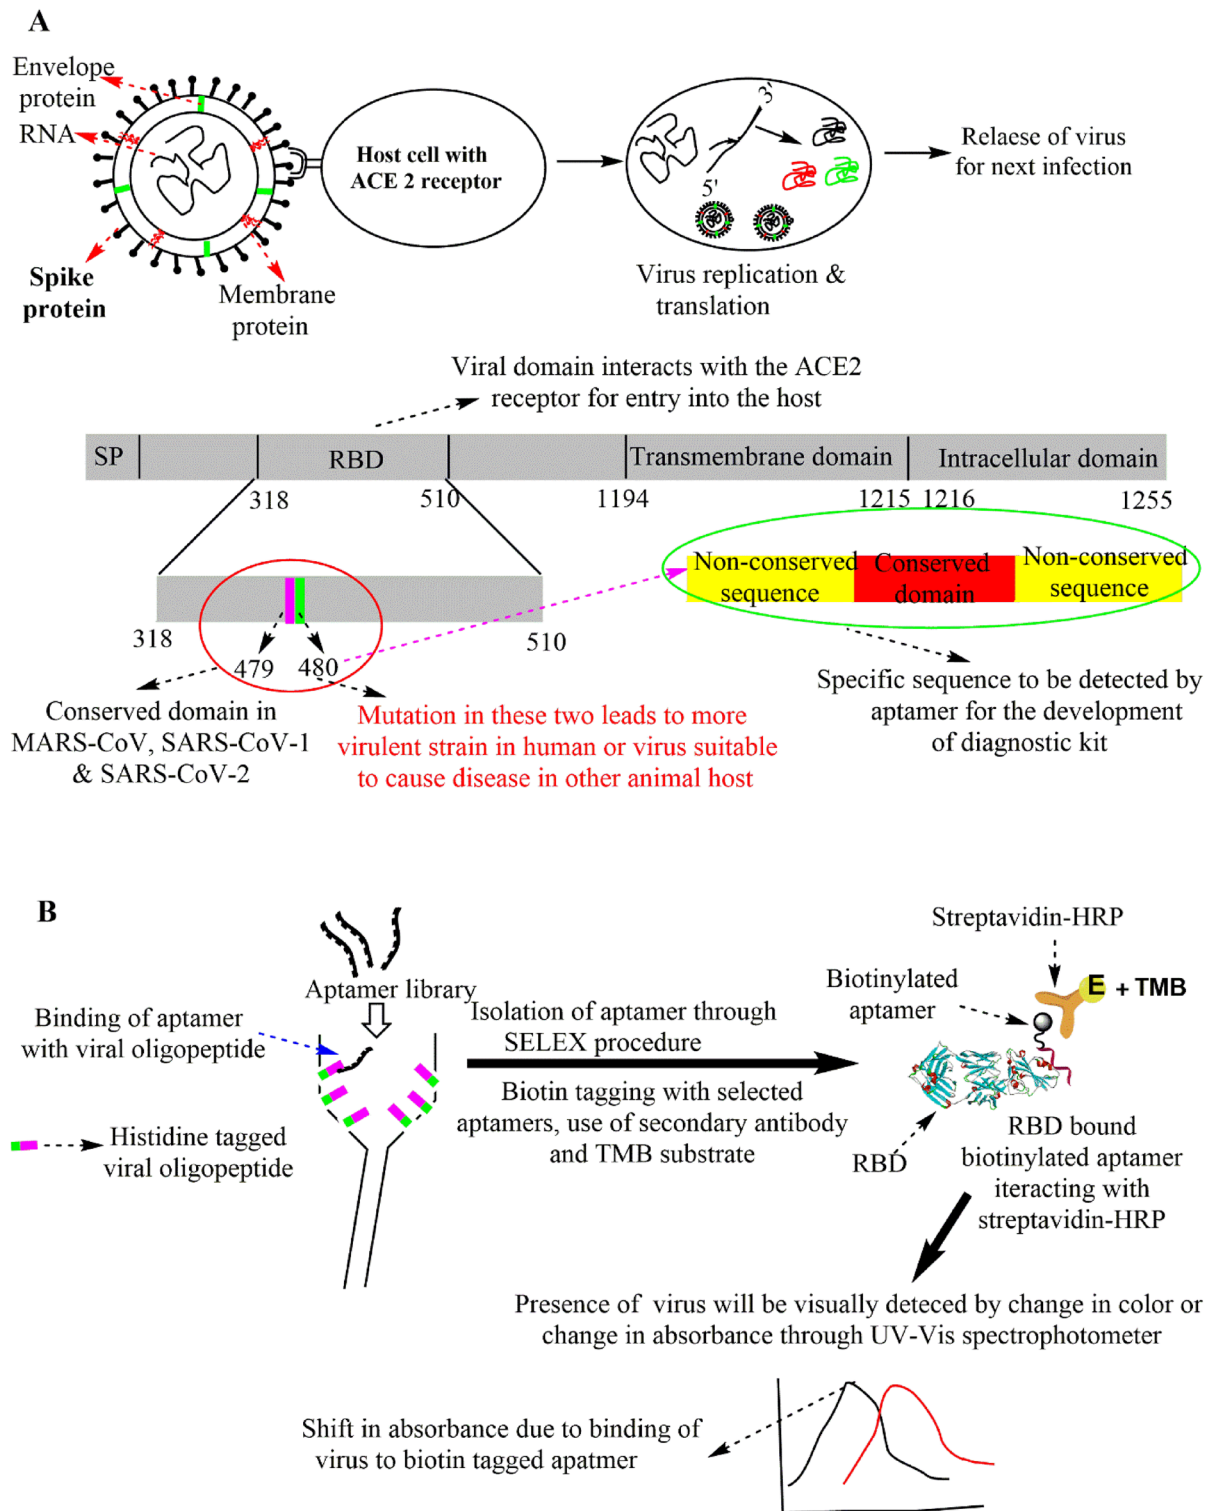 A
Envelope
protein
RNA
Spike
protein
Membrane
protein
Host cell with
ACE 2 receptor
3'
5'
Virus replication &
translation
Relaese of virus
for next infection
Viral domain interacts with the ACE2
receptor for entry into the host
SP
RBD
Transmembrane domain
Intracellular domain
318
510
1194
1215
1216
1255
318
510
479
480
Non-conserved
sequence
Conserved
domain
Non-conserved
sequence
Conserved domain in
MARS-CoV, SARS-CoV-1
& SARS-CoV-2
Mutation in these two leads to more
virulent strain in human or virus suitable
to cause disease in other animal host
Specific sequence to be detected by
aptamer for the development
of diagnostic kit
B
Aptamer library
Binding of aptamer
with viral oligopeptide
Histidine tagged
viral oligopeptide
Isolation of aptamer through
SELEX procedure
Biotin tagging with selected
aptamers, use of secondary antibody
and TMB substrate
Streptavidin-HRP
Biotinylated
aptamer
E + TMB
RBD
RBD bound
biotinylated aptamer
iteracting with
streptavidin-HRP
Presence of virus will be visually deteced by change in color or
change in absorbance through UV-Vis spectrophotometer
Shift in absorbance due to binding of
virus to biotin tagged apatmer